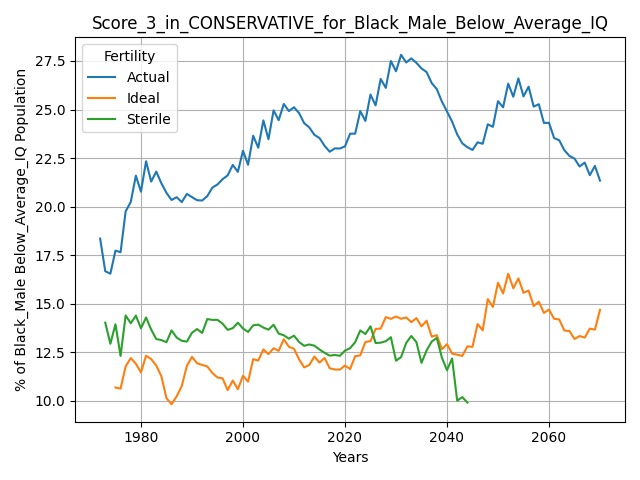 Score_3_in_CONSERVATIVE_for_Black_Male_Below_Average_IQ
% of Black_Male Below_Average_IQ Population
27.5
25.0
22.5
20.0
17.5
15.0
12.5
10.0
Fertility
Actual
Ideal
Sterile
1980
2000
2020
2040
2060
Years